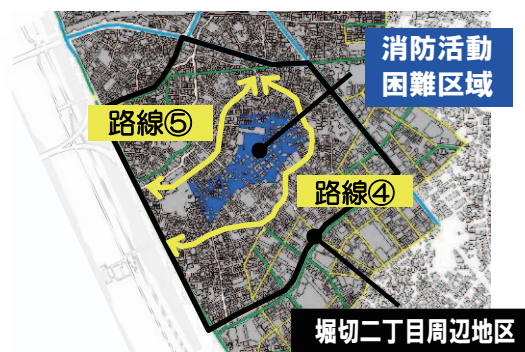 消防活動
困難区域
路線⑤
路線④
堀切二丁目周辺地区